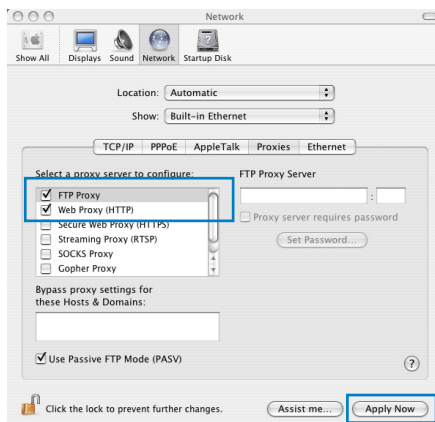 Network
Show All Displays Sound Network Startup Disk
Location: Automatic
Show: Built-in Ethernet
TCP/IP PPPoE AppleTalk Proxies Ethernet
Select a proxy server to configure: FTP Proxy Server
FTP Proxy :
Web Proxy (HTTP)
Proxy server requires password
Secure Web Proxy (HTTPS)
Streaming Proxy (RTSP) Set Password...
SOCKS Proxy
Gopher Proxy
Bypass proxy settings for
these Hosts & Domains:
Use Passive FTP Mode (PASV) ?
Click the lock to prevent further changes. Assist me... Apply Now